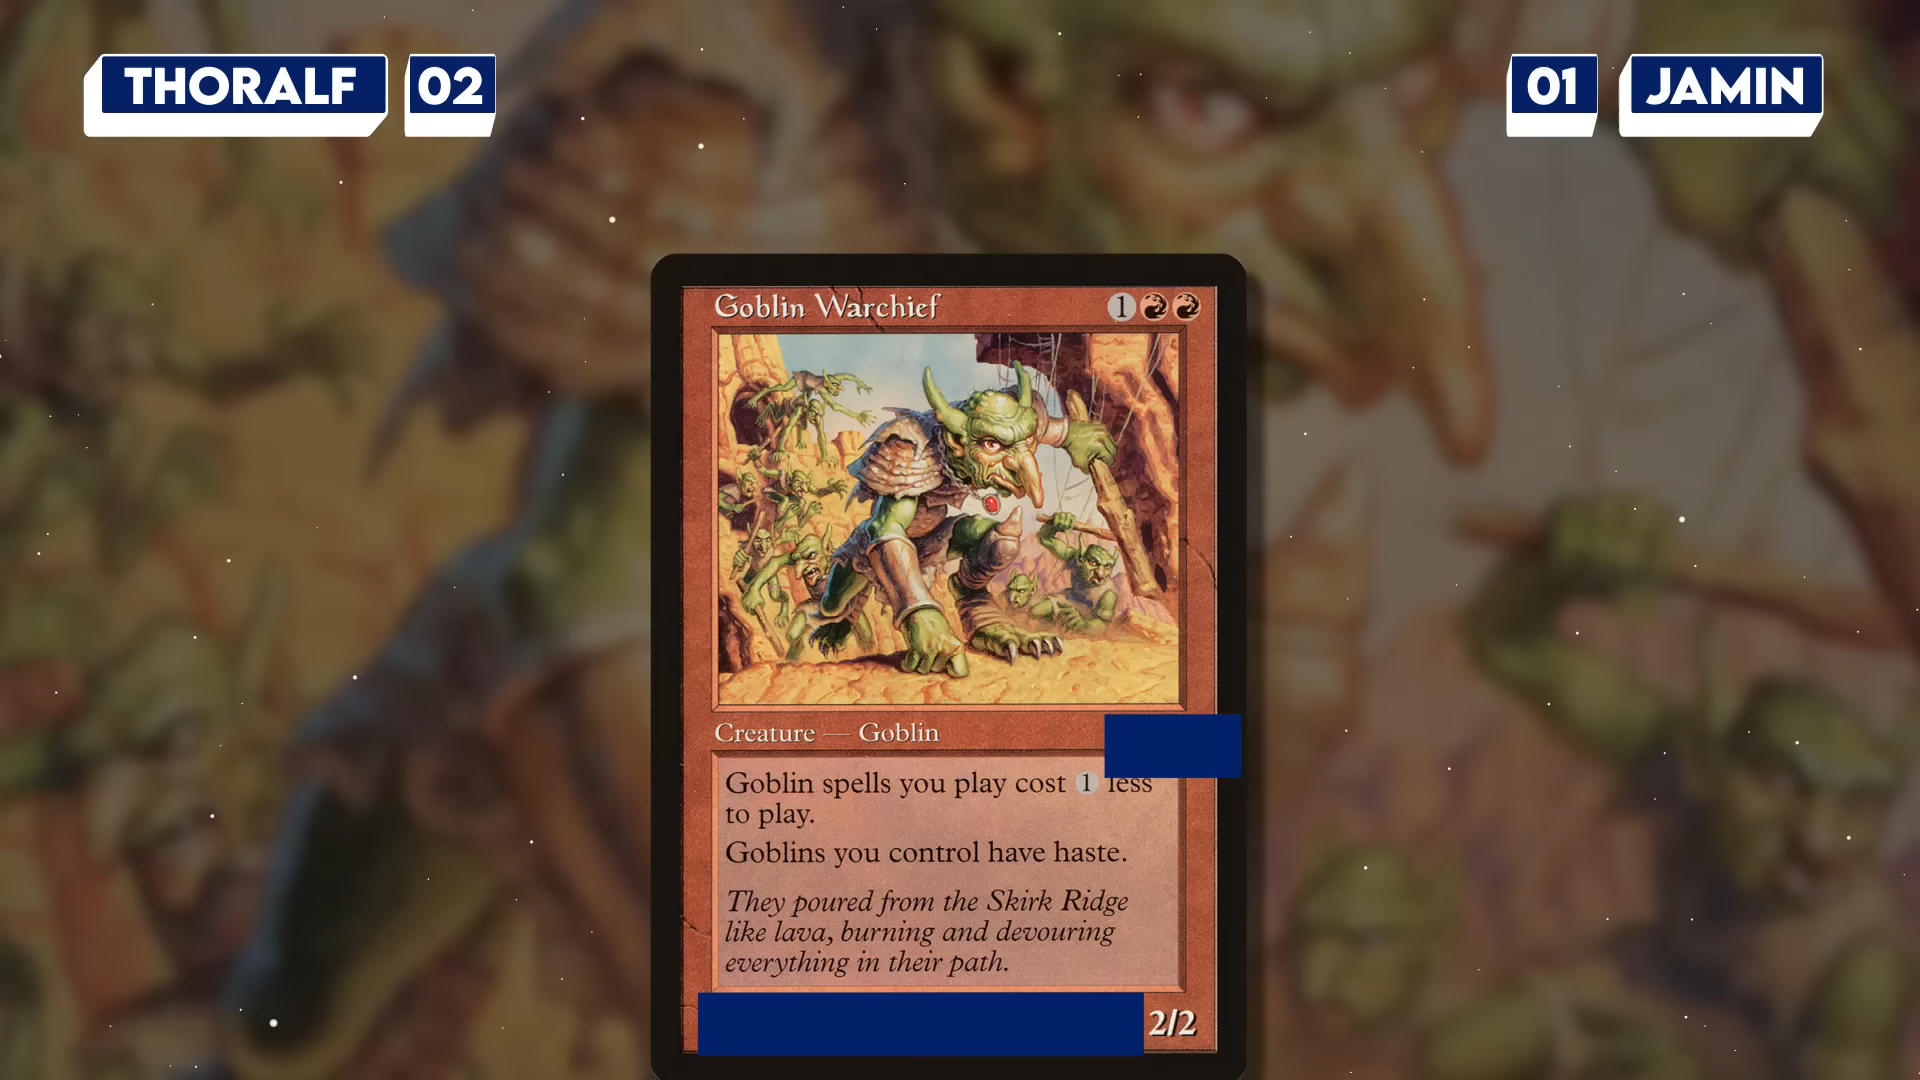 THORALF 02
01 JAMIN
Goblin Warchief 1
Creature — Goblin
Goblin spells you play cost 1 less
to play.
Goblins you control have haste.
They poured from the Skirk Ridge
like lava, burning and devouring
everything in their path.
2/2